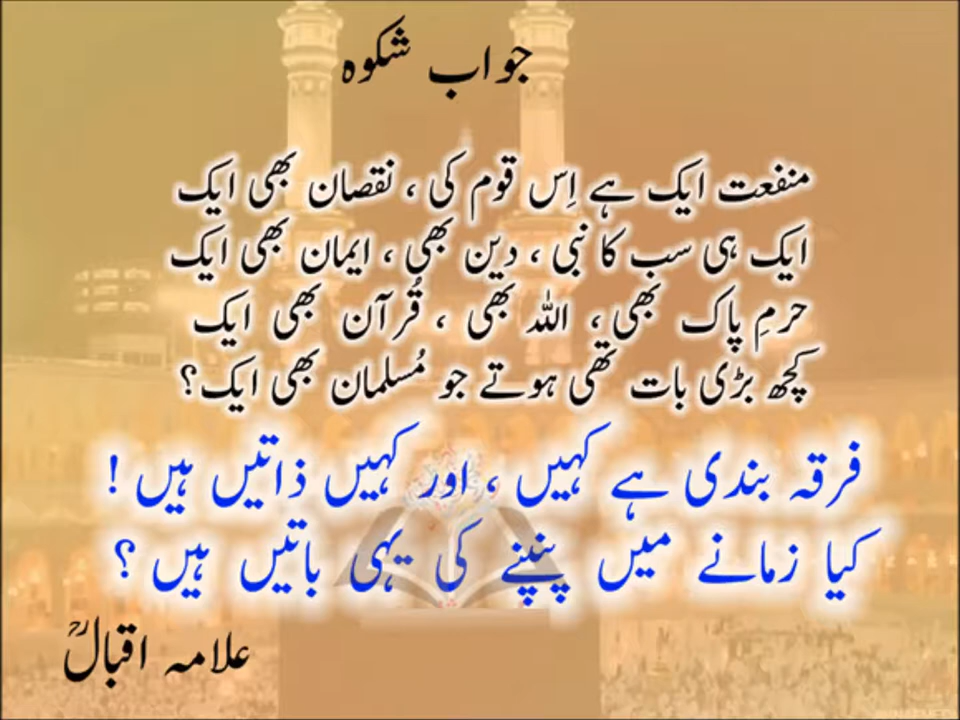 جواب شکوہ
منفعت ایک ہے اِس قوم کی ، نقصان بھی ایک
ایک ہی سب کا نبی ، دین بھی ، ایمان بھی ایک
حرمِ پاک بھی ، اللہ بھی ، قُرآن بھی ایک
کچھ بڑی بات تھی ہوتے جو مُسلمان بھی ایک؟
فرقہ بندی ہے کہیں ، اور کہیں ذاتیں ہیں !
کیا زمانے میں پنپنے کی یہی باتیں ہیں ؟
علامہ اقبالؒ